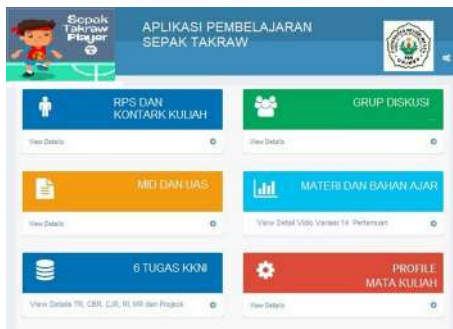 Sepak
Takraw
Player
APLIKASI PEMBELAJARAN
SEPAK TAKRAW
RPS DAN
KONTARK KULIAH
View Details
GRUP DISKUSI
View Details
MID DAN UAS
View Details
MATERI DAN BAHAN AJAR
View Detail Vidio Variasi 14 Pertemuan
6 TUGAS KKNI
View Details TR, CBR, CJR, RI, MR dan Project
PROFILE
MATA KULIAH
View Details